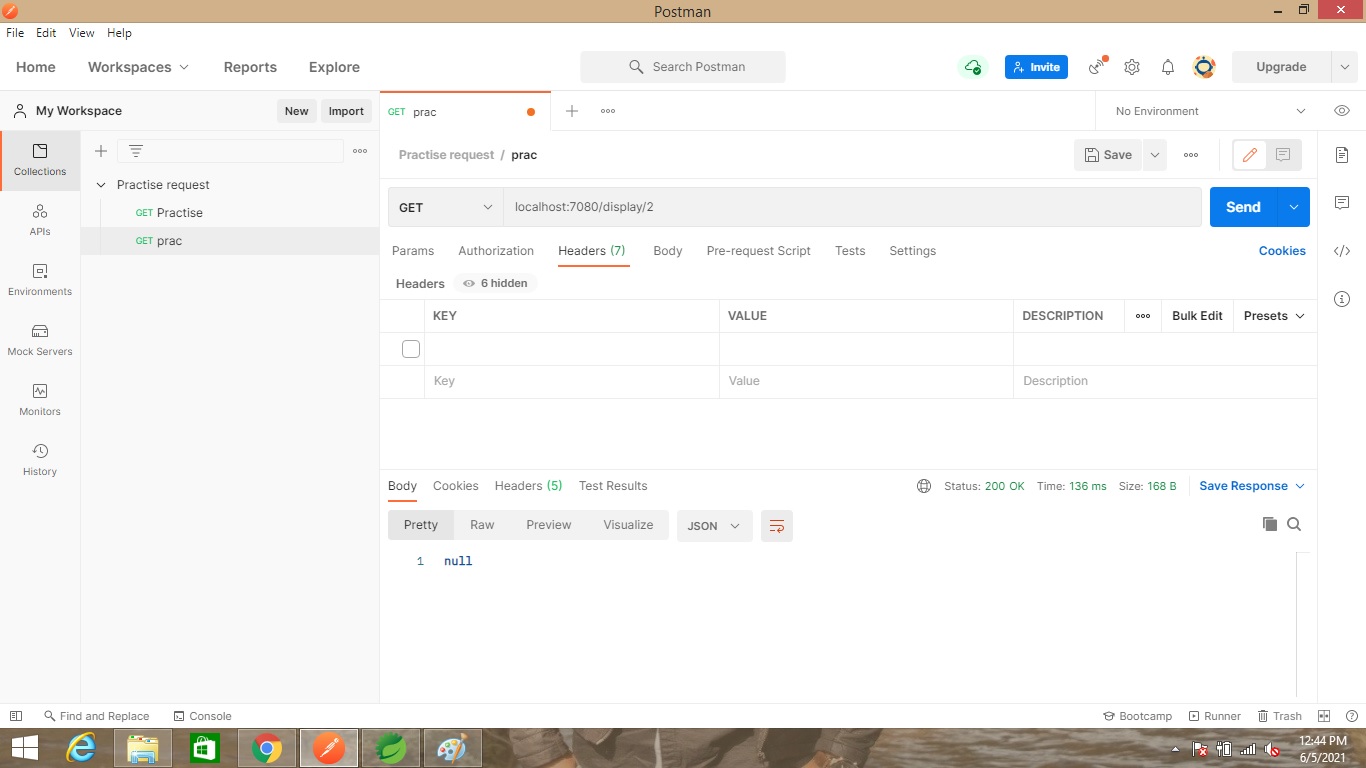 Postman
File Edit View Help
Home Workspaces Reports Explore Search Postman Invite Upgrade
My Workspace New Import GET prac No Environment
Collections
APIs
Environments
Mock Servers
Monitors
History
Practise request
GET Practise
GET prac
Practise request / prac Save
GET localhost:7080/display/2 Send
Params Authorization Headers (7) Body Pre-request Script Tests Settings Cookies
Headers 6 hidden
KEY VALUE DESCRIPTION Bulk Edit Presets
Key Value Description
Body Cookies Headers (5) Test Results Status: 200 OK Time: 136 ms Size: 168 B Save Response
Pretty Raw Preview Visualize JSON
1 null
Find and Replace Console Bootcamp Runner Trash
12:44 PM
6/5/2021